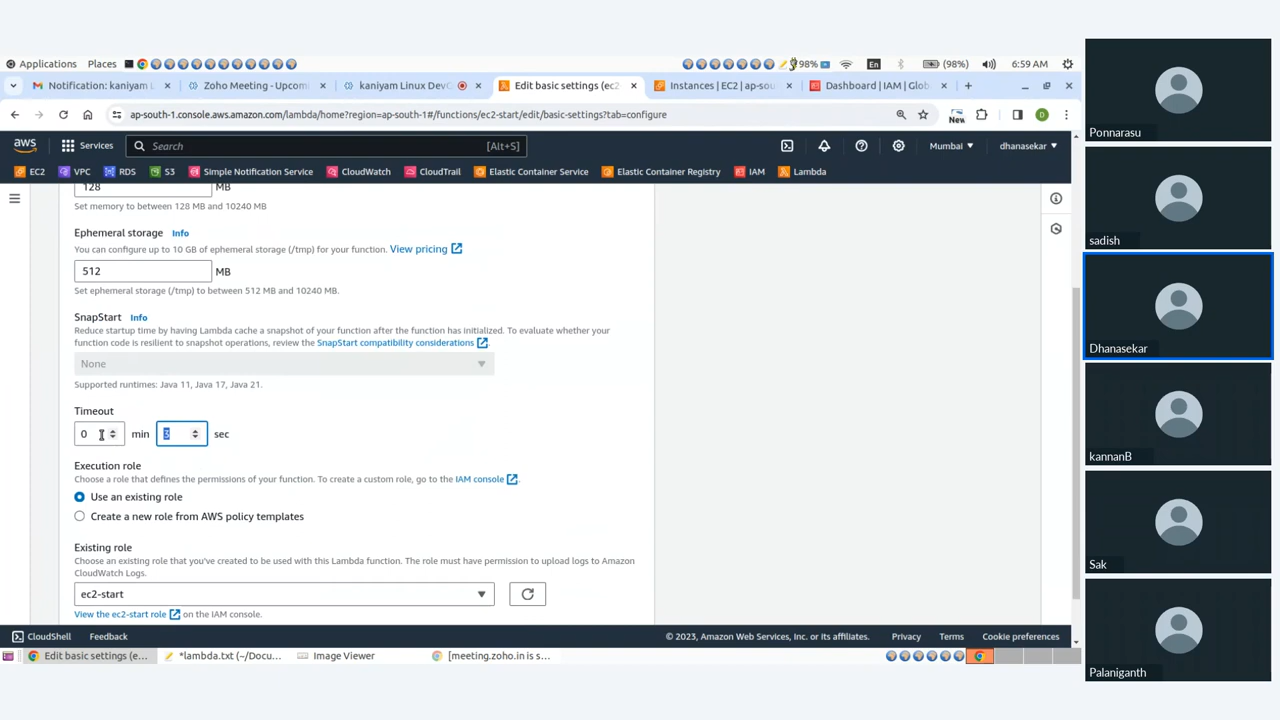 Applications Places 98% En (98%) 6:59 AM
Notification: kaniyam L Zoho Meeting - Upcomi kaniyam Linux DevC Edit basic settings (ec2 Instances | EC2 | ap-sou Dashboard | IAM | Glob
ap-south-1.console.aws.amazon.com/lambda/home?region=ap-south-1#/functions/ec2-start/edit/basic-settings?tab=configure New D
aws Services Search [Alt+S] Mumbai dhanasekar
EC2 VPC RDS S3 Simple Notification Service CloudWatch CloudTrail Elastic Container Service Elastic Container Registry IAM Lambda
128 MB
Set memory to between 128 MB and 10240 MB
Ephemeral storage Info
You can configure up to 10 GB of ephemeral storage (/tmp) for your function. View pricing
512 MB
Set ephemeral storage (/tmp) to between 512 MB and 10240 MB.
SnapStart Info
Reduce startup time by having Lambda cache a snapshot of your function after the function has initialized. To evaluate whether your
function code is resilient to snapshot operations, review the SnapStart compatibility considerations .
None
Supported runtimes: Java 11, Java 17, Java 21.
Timeout
0 min 3 sec
Execution role
Choose a role that defines the permissions of your function. To create a custom role, go to the IAM console .
Use an existing role
Create a new role from AWS policy templates
Existing role
Choose an existing role that you've created to be used with this Lambda function. The role must have permission to upload logs to Amazon
CloudWatch Logs.
ec2-start
View the ec2-start role on the IAM console.
CloudShell Feedback © 2023, Amazon Web Services, Inc. or its affiliates. Privacy Terms Cookie preferences
Edit basic settings (e... *lambda.txt (~/Docu... Image Viewer [meeting.zoho.in is s...
Ponnarasu
sadish
Dhanasekar
kannanB
Sak
Palaniganth